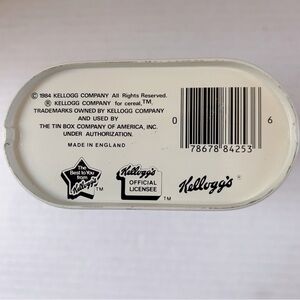 © 1984 KELLOGG COMPANY All Rights Reserved.
® KELLOGG COMPANY for cereal.™
TRADEMARKS OWNED BY KELLOGG COMPANY
AND USED BY
THE TIN BOX COMPANY OF AMERICA, INC.
UNDER AUTHORIZATION.
MADE IN ENGLAND
0 78678 84253 6
The
Best to You
from
Kellogg's
™
Kellogg's
OFFICIAL
LICENSEE
™
Kellogg's®